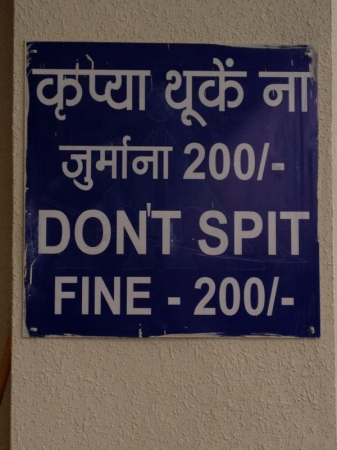 कृप्या थूकें ना
जुर्माना 200/-
DON'T SPIT
FINE - 200/-